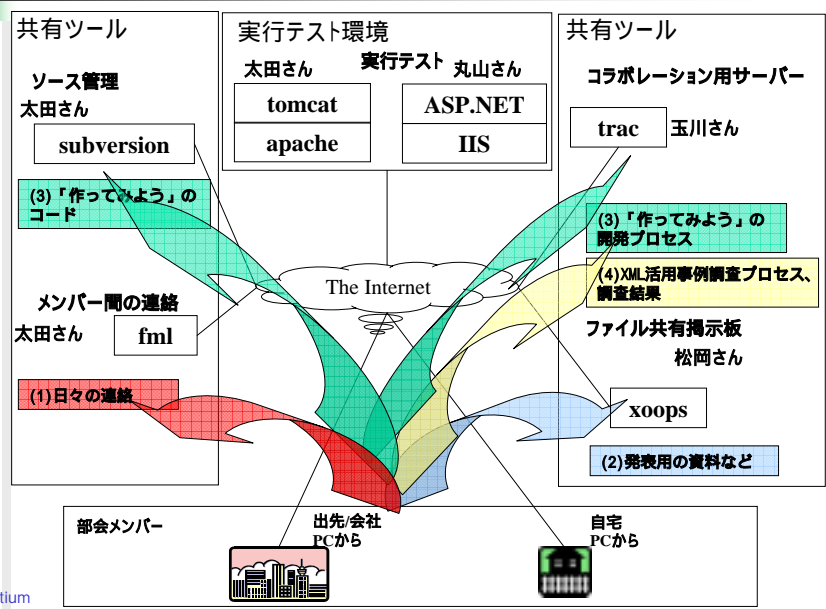 共有ツール
ソース管理
太田さん
subversion
(3)「作ってみよう」の
コード
メンバー間の連絡
太田さん
fml
(1)日々の連絡
実行テスト環境
実行テスト
太田さん
丸山さん
tomcat
apache
ASP.NET
IIS
The Internet
共有ツール
コラボレーション用サーバー
trac
玉川さん
(3)「作ってみよう」の
開発プロセス
(4)XML活用事例調査プロセス、
調査結果
ファイル共有掲示板
松岡さん
xoops
(2)発表用の資料など
部会メンバー
出先/会社
PCから
自宅
PCから
tium